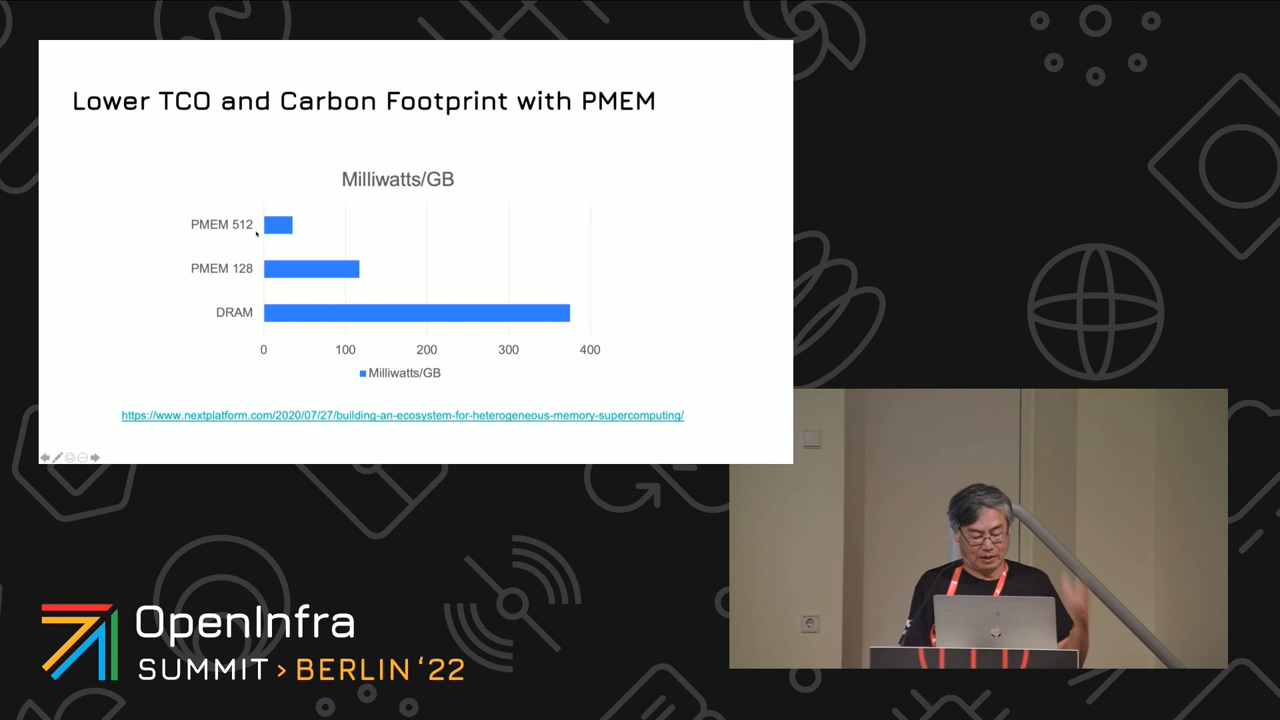 Lower TCO and Carbon Footprint with PMEM
Milliwatts/GB
PMEM 512
PMEM 128
DRAM
0 100 200 300 400
Milliwatts/GB
https://www.nextplatform.com/2020/07/27/building-an-ecosystem-for-heterogeneous-memory-supercomputing/
OpenInfra
SUMMIT > BERLIN ‘22